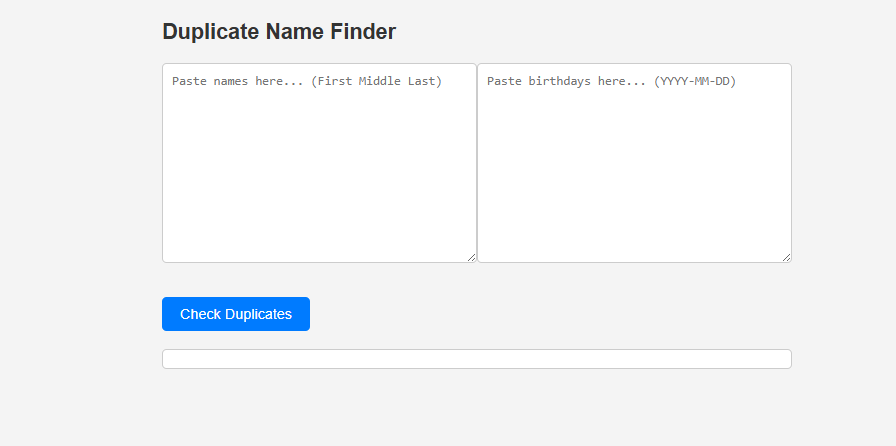 Duplicate Name Finder
Paste names here... (First Middle Last)
Paste birthdays here... (YYYY-MM-DD)
Check Duplicates